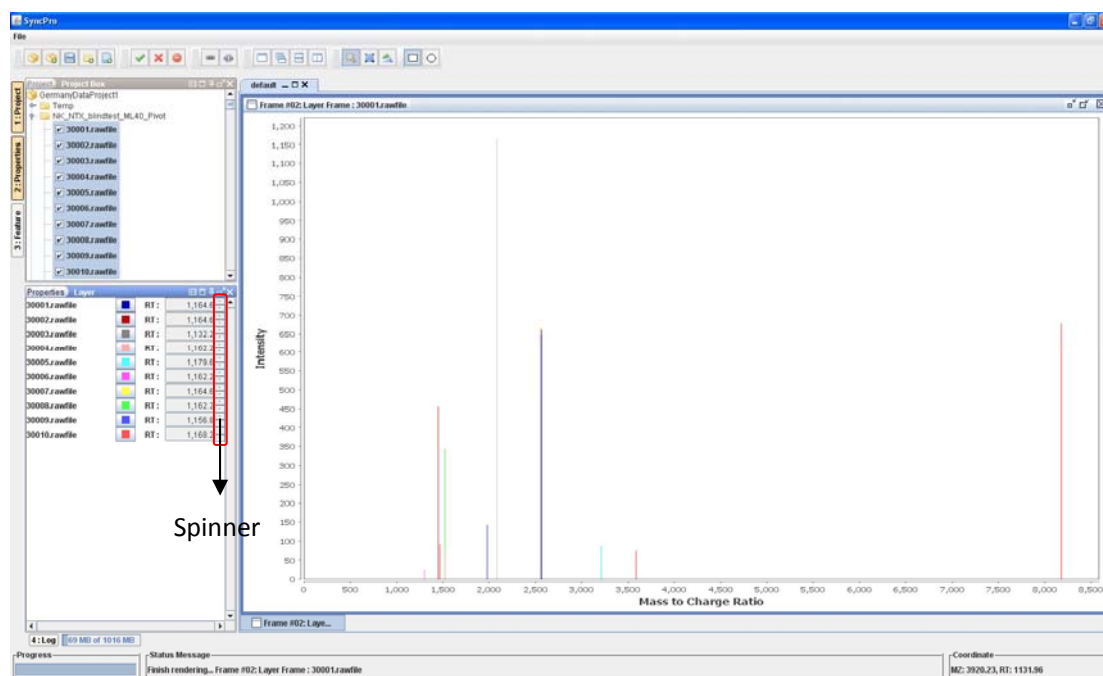 SyncPro
File
1 : Project
2 : Properties
3 : Feature
Project Project Box
GermanyDataProject1
Temp
NK_NTX_blindtest_ML40_Pivot
30001.rawfile
30002.rawfile
30003.rawfile
30004.rawfile
30005.rawfile
30006.rawfile
30007.rawfile
30008.rawfile
30009.rawfile
30010.rawfile
Properties Layer
30001.rawfile RT : 1,164.6
30002.rawfile RT : 1,164.6
30003.rawfile RT : 1,132.2
30004.rawfile RT : 1,162.2
30005.rawfile RT : 1,179.6
30006.rawfile RT : 1,162.2
30007.rawfile RT : 1,164.6
30008.rawfile RT : 1,162.2
30009.rawfile RT : 1,156.8
30010.rawfile RT : 1,168.2
Spinner
4 : Log 69 MB of 1016 MB
default
Frame #02: Layer Frame : 30001.rawfile
1,200
1,150
1,100
1,050
1,000
950
900
850
800
750
700
650
600
550
500
450
400
350
300
250
200
150
100
50
0
Intensity
0 500 1,000 1,500 2,000 2,500 3,000 3,500 4,000 4,500 5,000 5,500 6,000 6,500 7,000 7,500 8,000 8,500
Mass to Charge Ratio
Frame #02: Laye...
Progress
Status Message
Finish rendering... Frame #02: Layer Frame : 30001.rawfile
Coordinate
MZ: 3920.23, RT: 1131.96